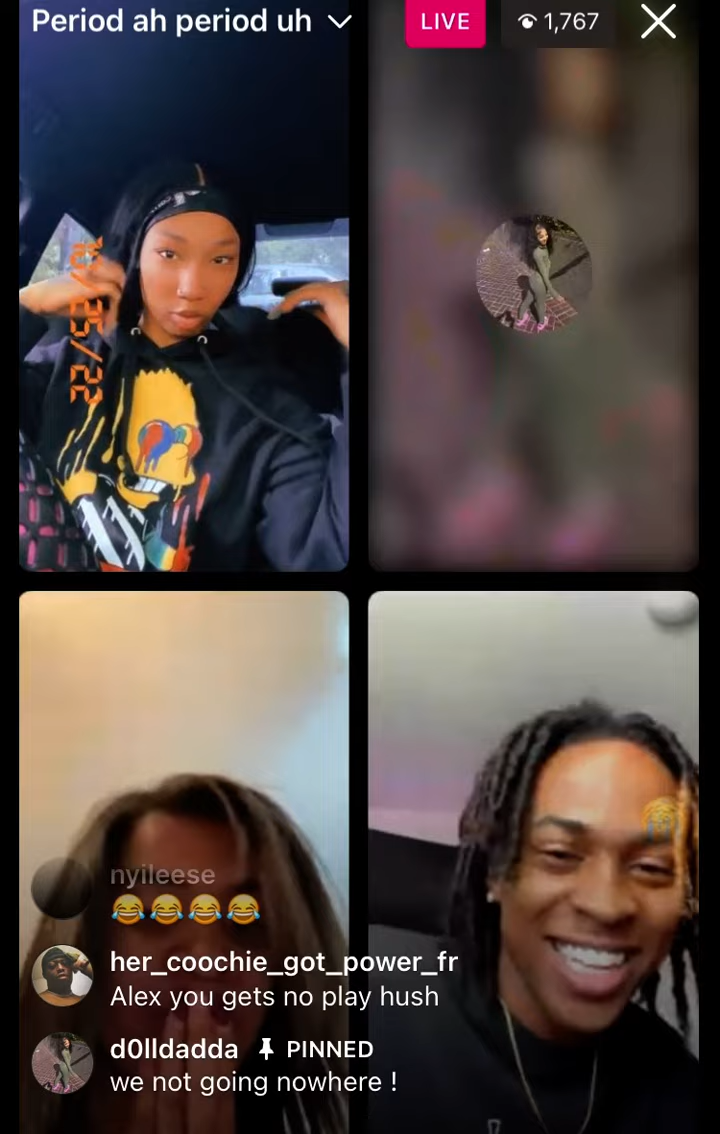 Period ah period uh
LIVE
1,767
10/25/22
nyileese
😂😂😂😂
her_coochie_got_power_fr
Alex you gets no play hush
d0lldadda PINNED
we not going nowhere !